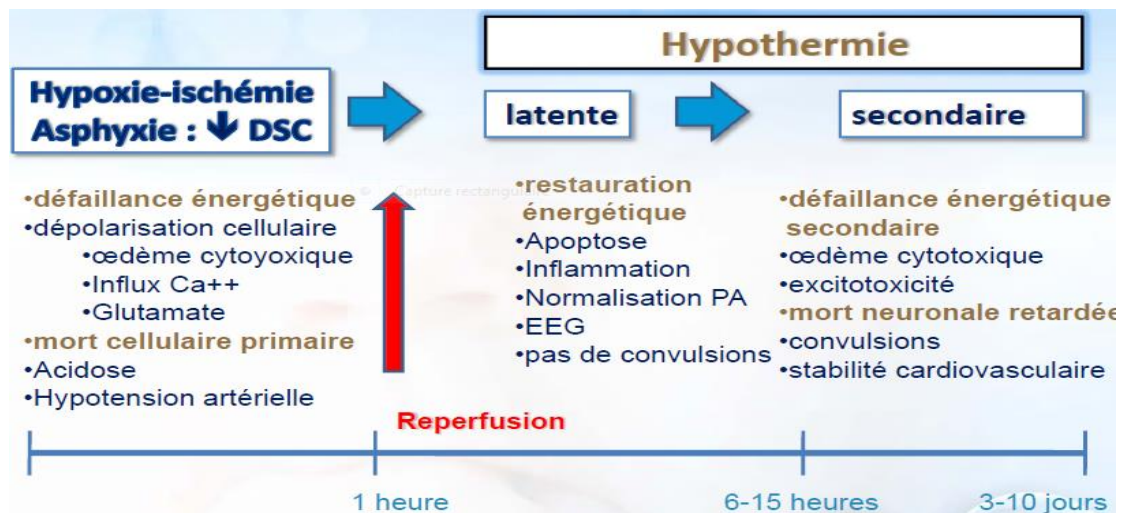 Hypothermie
Hypoxie-ischémie
Asphyxie : 🡇 DSC
latente
secondaire
Capture rectangul
•défaillance énergétique
•dépolarisation cellulaire
•œdème cytoyoxique
•Influx Ca++
•Glutamate
•mort cellulaire primaire
•Acidose
•Hypotension artérielle
•restauration
énergétique
•Apoptose
•Inflammation
•Normalisation PA
•EEG
•pas de convulsions
•défaillance énergétique
secondaire
•œdème cytotoxique
•excitotoxicité
•mort neuronale retardée
•convulsions
•stabilité cardiovasculaire
Reperfusion
1 heure
6-15 heures
3-10 jours